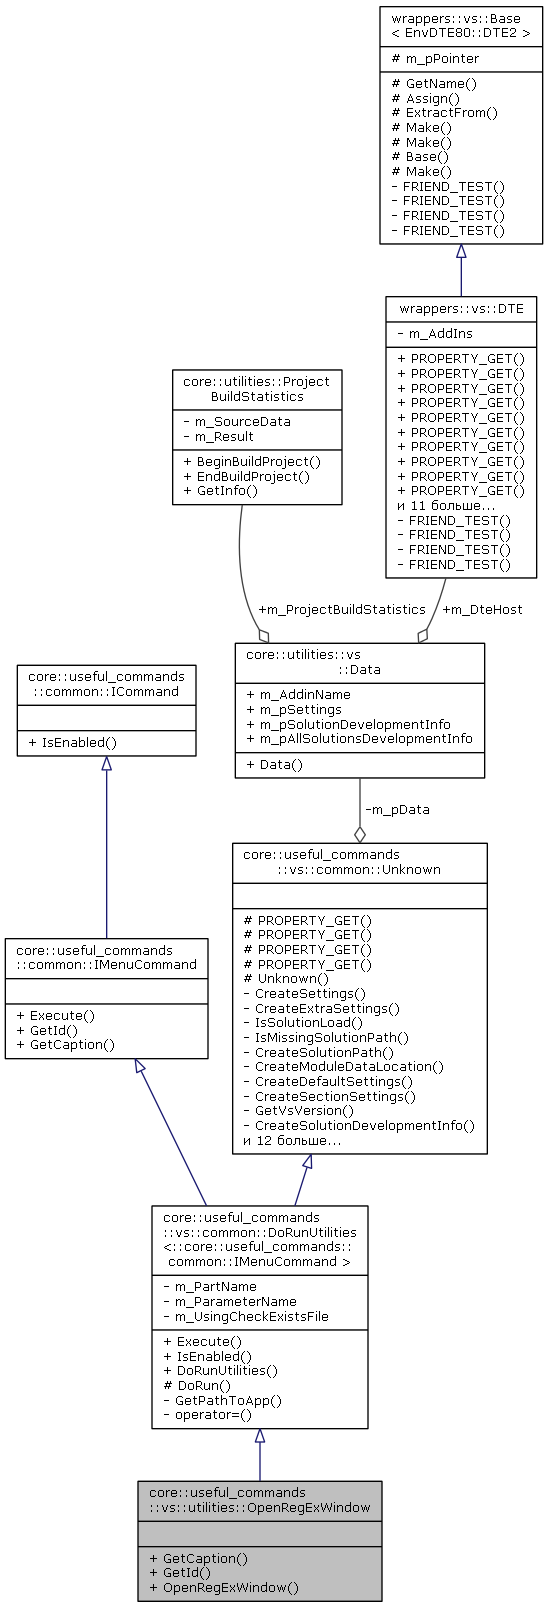 wrappers::vs::Base
< EnvDTE80::DTE2 >
# m_pPointer
# GetName()
# Assign()
# ExtractFrom()
# Make()
# Make()
# Base()
# Make()
- FRIEND_TEST()
- FRIEND_TEST()
- FRIEND_TEST()
- FRIEND_TEST()
wrappers::vs::DTE
- m_AddIns
+ PROPERTY_GET()
+ PROPERTY_GET()
+ PROPERTY_GET()
+ PROPERTY_GET()
+ PROPERTY_GET()
+ PROPERTY_GET()
+ PROPERTY_GET()
+ PROPERTY_GET()
+ PROPERTY_GET()
+ PROPERTY_GET()
и 11 больше...
- FRIEND_TEST()
- FRIEND_TEST()
- FRIEND_TEST()
- FRIEND_TEST()
core::utilities::Project
BuildStatistics
- m_SourceData
- m_Result
+ BeginBuildProject()
+ EndBuildProject()
+ GetInfo()
+m_ProjectBuildStatistics
+m_DteHost
core::utilities::vs
::Data
+ m_AddinName
+ m_pSettings
+ m_pSolutionDevelopmentInfo
+ m_pAllSolutionsDevelopmentInfo
+ Data()
core::useful_commands
::common::ICommand
+ IsEnabled()
-m_pData
core::useful_commands
::vs::common::Unknown
# PROPERTY_GET()
# PROPERTY_GET()
# PROPERTY_GET()
# PROPERTY_GET()
# Unknown()
- CreateSettings()
- CreateExtraSettings()
- IsSolutionLoad()
- IsMissingSolutionPath()
- CreateSolutionPath()
- CreateModuleDataLocation()
- CreateDefaultSettings()
- CreateSectionSettings()
- GetVsVersion()
- CreateSolutionDevelopmentInfo()
и 12 больше...
core::useful_commands
::common::IMenuCommand
+ Execute()
+ GetId()
+ GetCaption()
core::useful_commands
::vs::common::DoRunUtilities
<::core::useful_commands::
common::IMenuCommand >
- m_PartName
- m_ParameterName
- m_UsingCheckExistsFile
+ Execute()
+ IsEnabled()
+ DoRunUtilities()
# DoRun()
- GetPathToApp()
- operator=()
core::useful_commands
::vs::utilities::OpenRegExWindow
+ GetCaption()
+ GetId()
+ OpenRegExWindow()